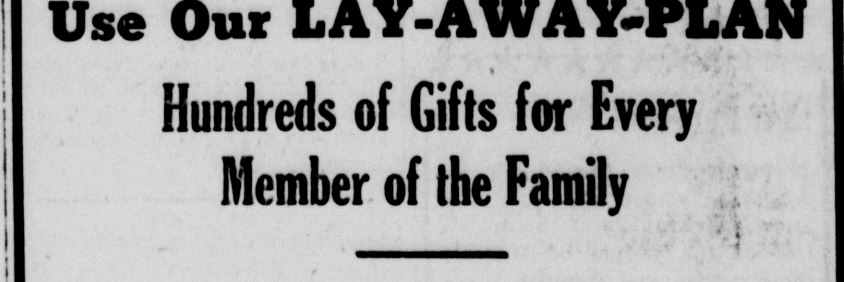 Use Our LAY-AWAY-PLAN
Hundreds of Gifts for Every
Member of the Family